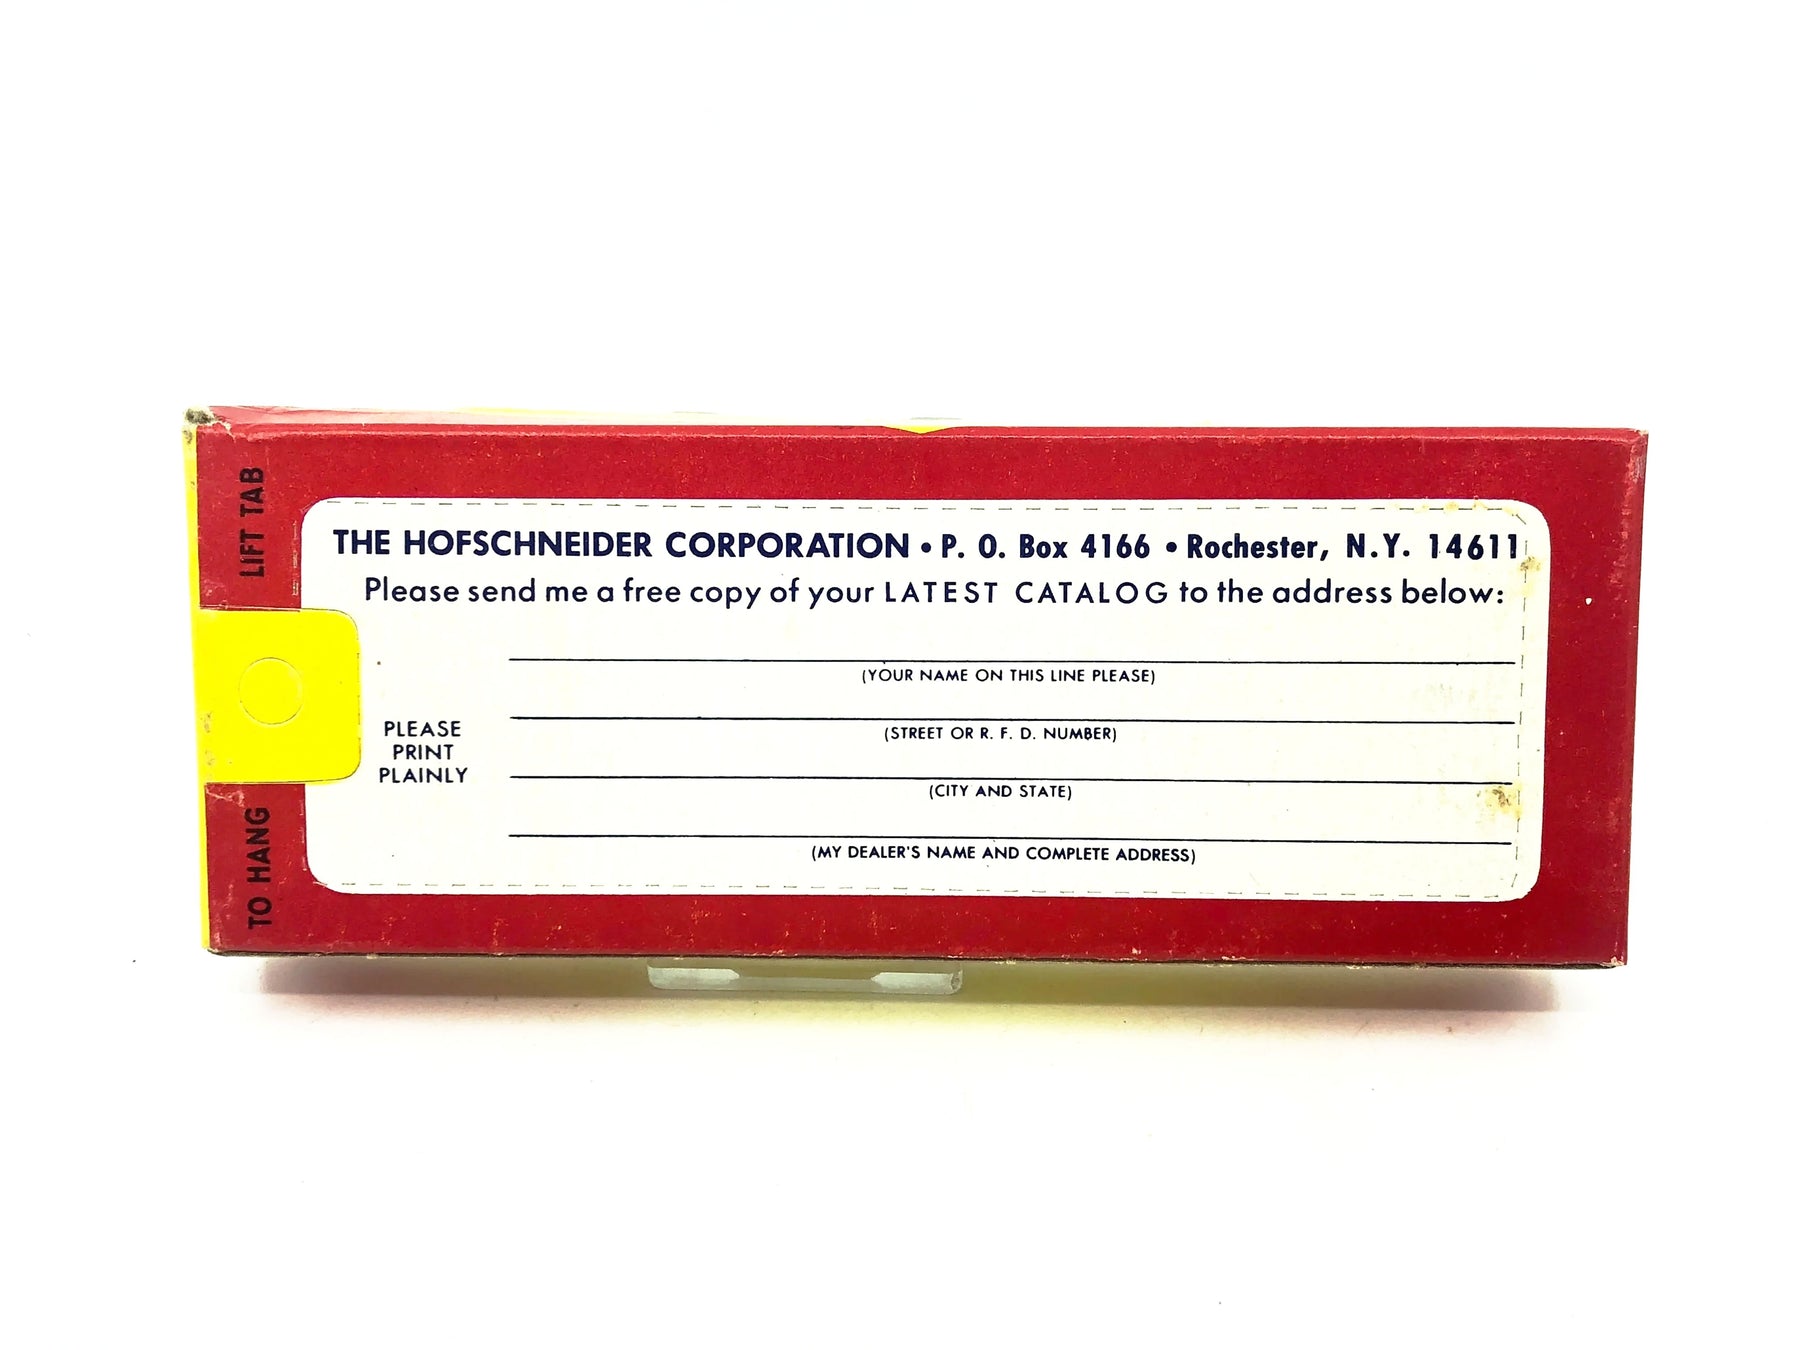 LIFT TAB
TO HANG
THE HOFSCHNEIDER CORPORATION • P. O. Box 4166 • Rochester, N.Y. 14611
Please send me a free copy of your LATEST CATALOG to the address below:
(YOUR NAME ON THIS LINE PLEASE)
(STREET OR R. F. D. NUMBER)
PLEASE
PRINT
PLAINLY
(CITY AND STATE)
(MY DEALER'S NAME AND COMPLETE ADDRESS)